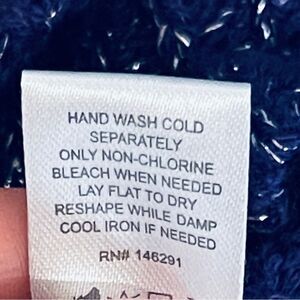 HAND WASH COLD
SEPARATELY
ONLY NON-CHLORINE
BLEACH WHEN NEEDED
LAY FLAT TO DRY
RESHAPE WHILE DAMP
COOL IRON IF NEEDED
RN# 146291